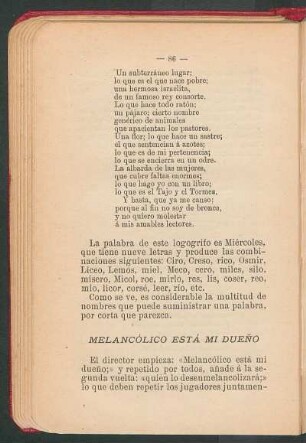 — 86 —
Un subterráneo lugar;
lo que es el que nace pobre;
una hermosa israelita,
de un famoso rey consorte.
Lo que hace todo ratón;
un pájaro; cierto nombre
genérico de animales
que apacientan los pastores.
Una flor; lo que hace un sastre;
al que sentencian á azotes;
lo que es de mi pertenencia;
lo que se encierra en un odre.
La albarda de las mujeres,
que cubre faltas enormes;
lo que hago yo con un libro;
lo que es el Tajo y el Tormes.
Y basta, que ya me canso;
porque al fin no soy de bronce,
y no quiero molestar
á mis amables lectores.
La palabra de este logogrifo es Miércoles,
que tiene nueve letras y produce las combi-
naciones siguientes: Ciro, Creso, rico, Osmir,
Liceo, Lemos, miel, Meco, cero, miles, silo,
misero, Micol, roe, mirlo, res, lis, coser, reo,
mio, licor, corsé, leer, rio, etc.
Como se ve, es considerable la multitud de
nombres que puede suministrar una palabra,
por corta que parezca.
MELANCÓLICO ESTÁ MI DUEÑO
El director empieza: «Melancólico está mi
dueño;» y repetido por todos, añade á la se-
gunda vuelta: «quien lo desenmelancolizará;»
lo que deben repetir los jugadores juntamen-